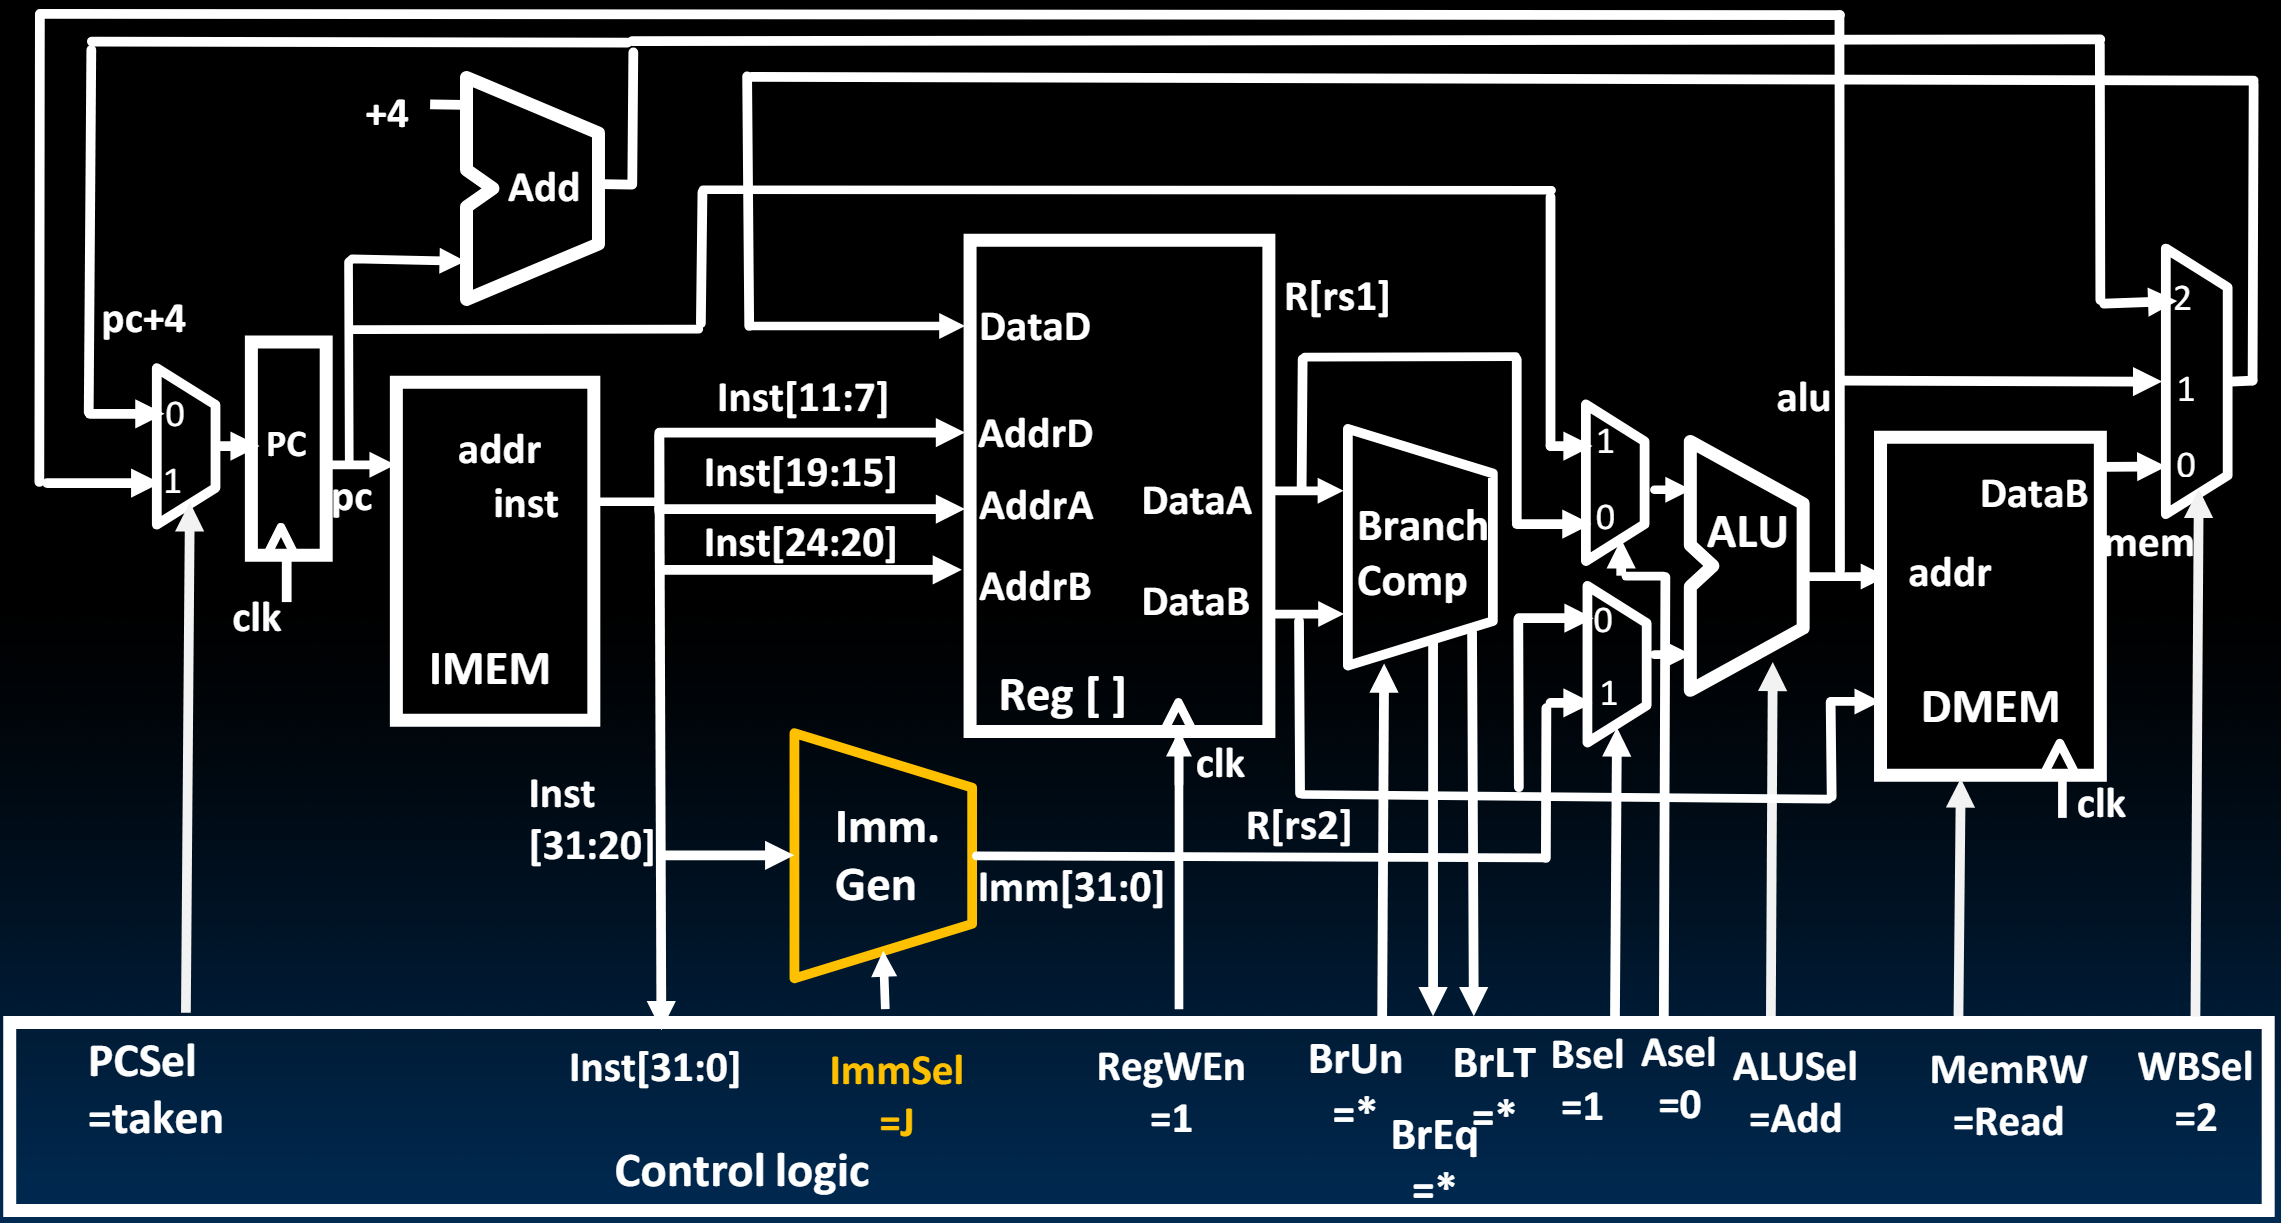 +4
Add
pc+4
R[rs1]
DataD
2
Inst[11:7]
alu
1
0
PC
addr
AddrD
1
Inst[19:15]
0
1
pc
inst
AddrA
DataA
Branch
Comp
0
ALU
DataB
mem
Inst[24:20]
addr
clk
AddrB
DataB
0
IMEM
Reg [ ]
1
DMEM
clk
clk
Inst
[31:20]
Imm.
Gen
R[rs2]
Imm[31:0]
PCSel
=taken
Inst[31:0]
ImmSel
=J
RegWEn
=1
BrUn
=*
BrLT
=*
BrEq
=*
Bsel
=1
Asel
=0
ALUSel
=Add
MemRW
=Read
WBSel
=2
Control logic